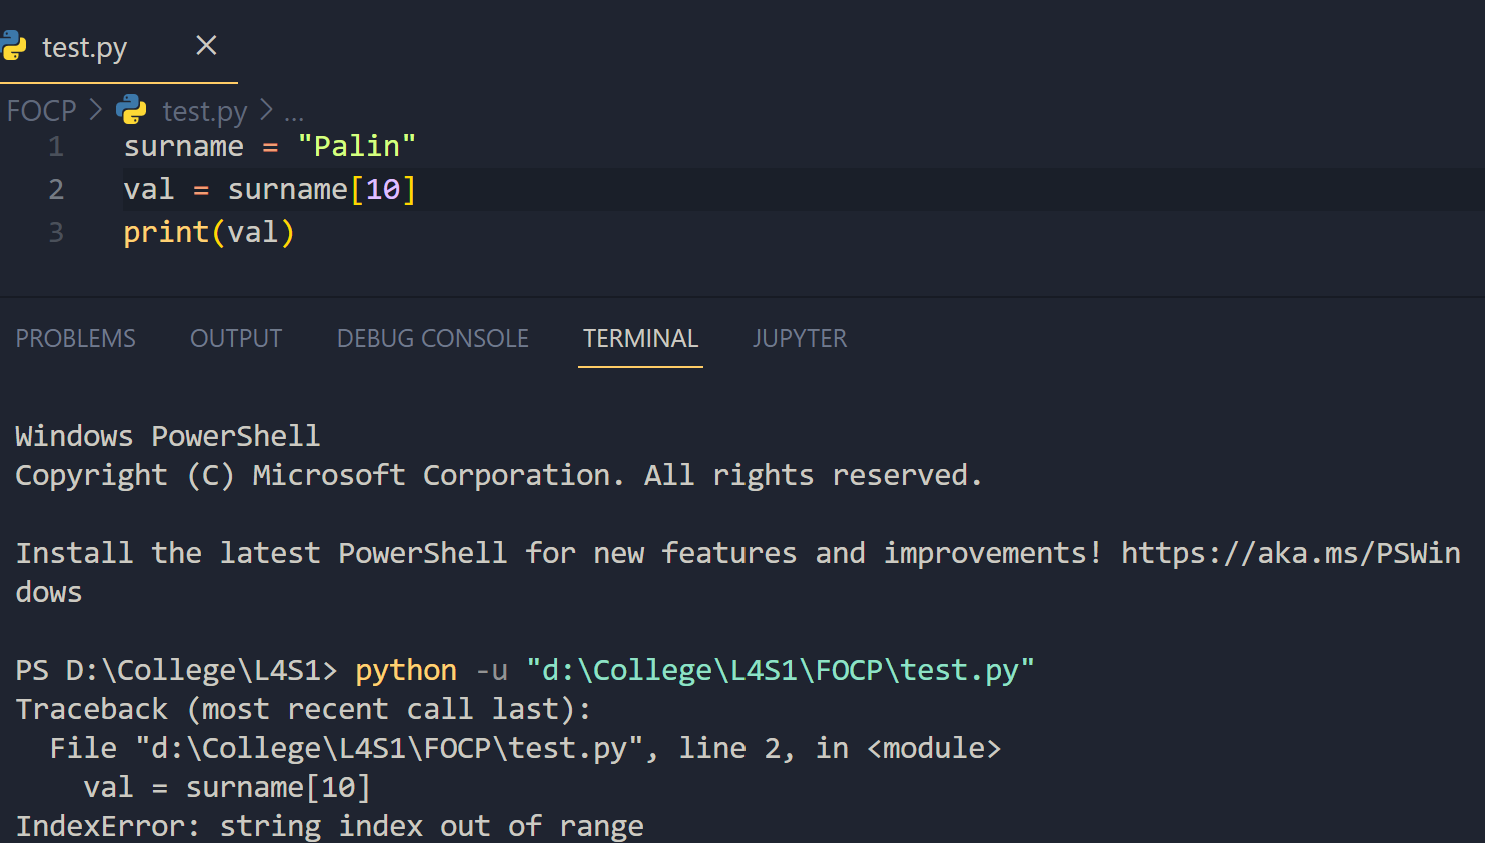 test.py
FOCP > test.py > ...
1 surname = "Palin"
2 val = surname[10]
3 print(val)
PROBLEMS OUTPUT DEBUG CONSOLE TERMINAL JUPYTER
Windows PowerShell
Copyright (C) Microsoft Corporation. All rights reserved.
Install the latest PowerShell for new features and improvements! https://aka.ms/PSWin
dows
PS D:\College\L4S1> python -u "d:\College\L4S1\FOCP\test.py"
Traceback (most recent call last):
  File "d:\College\L4S1\FOCP\test.py", line 2, in <module>
    val = surname[10]
IndexError: string index out of range